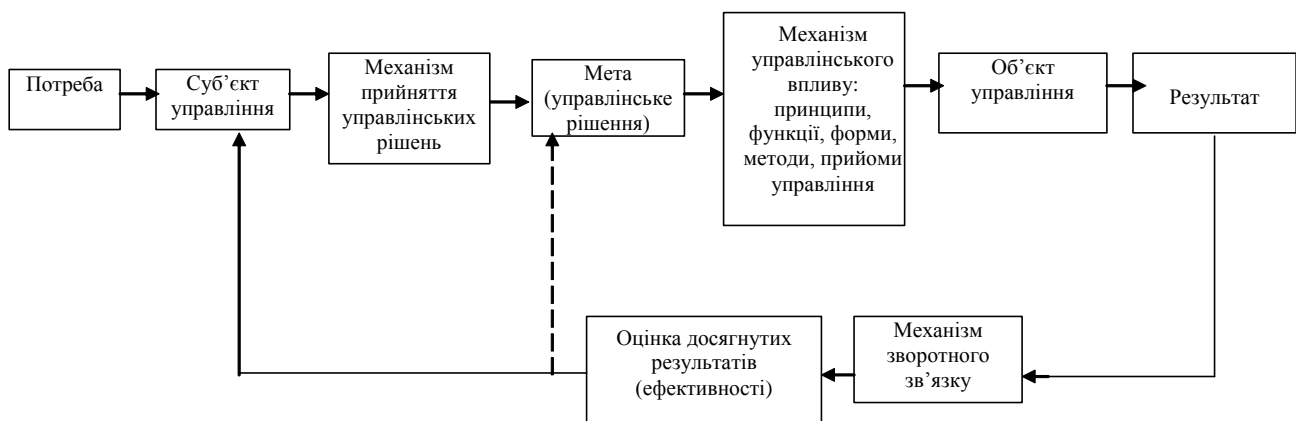 Потреба
Суб’єкт
управління
Механізм
прийняття
управлінських
рішень
Мета
(управлінське
рішення)
Механізм
управлінського
впливу:
принципи,
функції, форми,
методи, прийоми
управління
Об’єкт
управління
Результат
Оцінка досягнутих
результатів
(ефективності)
Механізм
зворотного
зв’язку